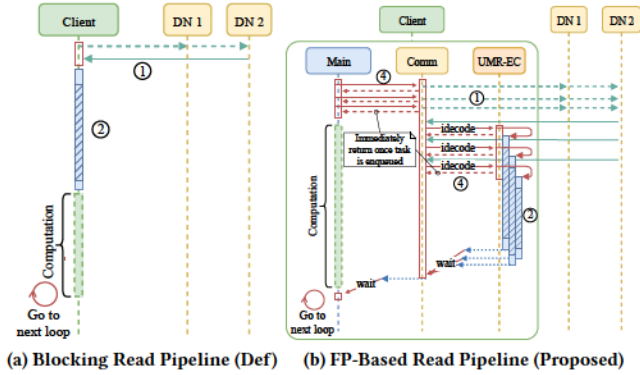 Client
DN 1
DN 2
①
②
Computation
Go to
next loop
(a) Blocking Read Pipeline (Def)
Client
DN 1
DN 2
Main
Comm
UMR-EC
④
①
idecode
Immediately
return once task
is enqueued
idecode
idecode
④
②
Computation
wait
wait
Go to
next loop
(b) FP-Based Read Pipeline (Proposed)